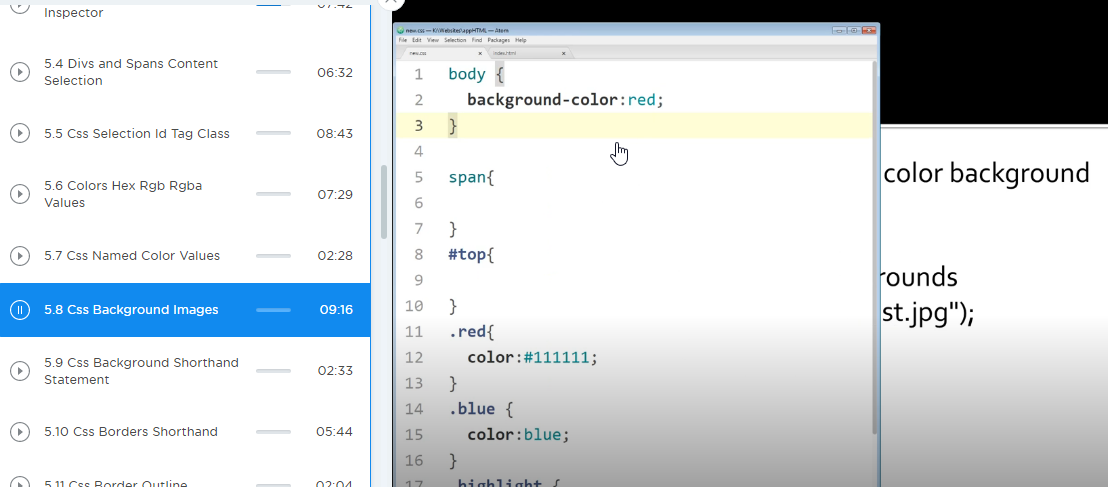 Inspector
07:42
5.4 Divs and Spans Content
Selection
06:32
5.5 Css Selection Id Tag Class
08:43
5.6 Colors Hex Rgb Rgba
Values
07:29
5.7 Css Named Color Values
02:28
5.8 Css Background Images
09:16
5.9 Css Background Shorthand
Statement
02:33
5.10 Css Borders Shorthand
05:44
5.11 Css Border Outline
02:04
new.css — K:\Websites\appHTML — Atom
File Edit View Selection Find Packages Help
new.css
index.html
1 body {
2 background-color:red;
3 }
4
5 span{
6
7 }
8 #top{
9
10 }
11 .red{
12 color:#111111;
13 }
14 .blue {
15 color:blue;
16 }
17 .highlight {
color background
rounds
st.jpg");